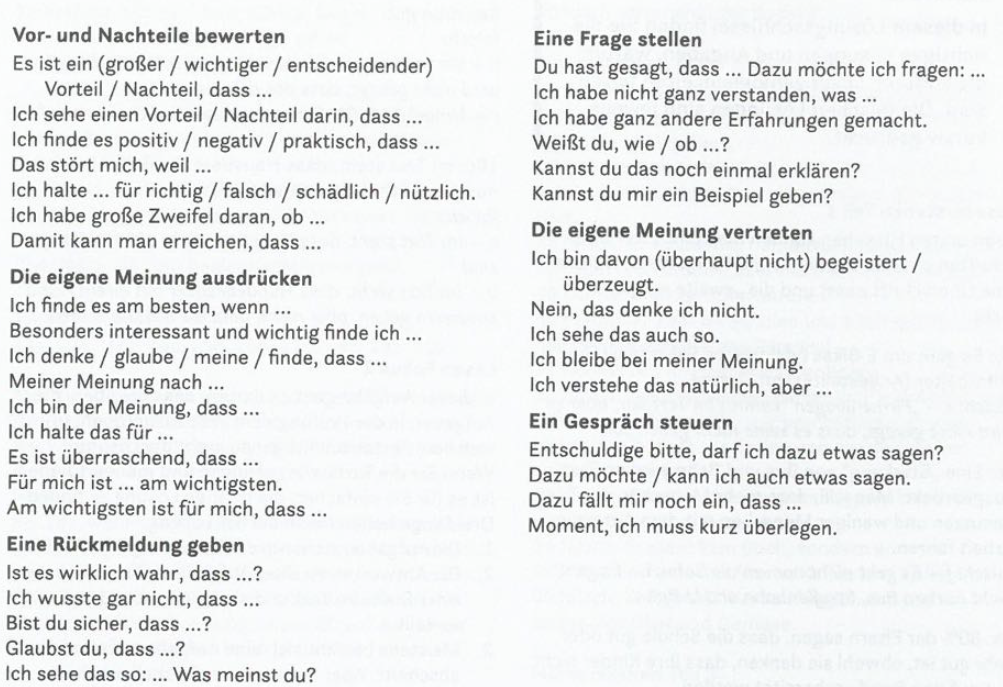 Vor- und Nachteile bewerten
Es ist ein (großer / wichtiger / entscheidender)
Vorteil / Nachteil, dass ...
Ich sehe einen Vorteil / Nachteil darin, dass ...
Ich finde es positiv / negativ / praktisch, dass ...
Das stört mich, weil ...
Ich halte ... für richtig / falsch / schädlich / nützlich...
Ich habe große Zweifel daran, ob ...
Damit kann man erreichen, dass ...
Die eigene Meinung ausdrücken
Ich finde es am besten, wenn ...
Besonders interessant und wichtig finde ich...
Ich denke / glaube / meine / finde, dass ...
Meiner Meinung nach ...
Ich bin der Meinung, dass ...
Ich halte das für ...
Es ist überraschend, dass ...
Für mich ist ... am wichtigsten.
Am wichtigsten ist für mich, dass ...
Eine Rückmeldung geben
Ist es wirklich wahr, dass ...?
Ich wusste gar nicht, dass ...
Bist du sicher, dass ...?
Glaubst du, dass ...?
Ich sehe das so: ... Was meinst du?
Eine Frage stellen
Du hast gesagt, dass ... Dazu möchte ich fragen: ...
Ich habe nicht ganz verstanden, was ...
Ich habe ganz andere Erfahrungen gemacht.
Weißt du, wie / ob ...?
Kannst du das noch einmal erklären?
Kannst du mir ein Beispiel geben?
Die eigene Meinung vertreten
Ich bin davon (überhaupt nicht) begeistert /
überzeugt.
Nein, das denke ich nicht.
Ich sehe das auch so.
Ich bleibe bei meiner Meinung.
Ich verstehe das natürlich, aber ...
Ein Gespräch steuern
Entschuldige bitte, darf ich dazu etwas sagen?
Dazu möchte / kann ich auch etwas sagen.
Dazu fällt mir noch ein, dass ...
Moment, ich muss kurz überlegen.